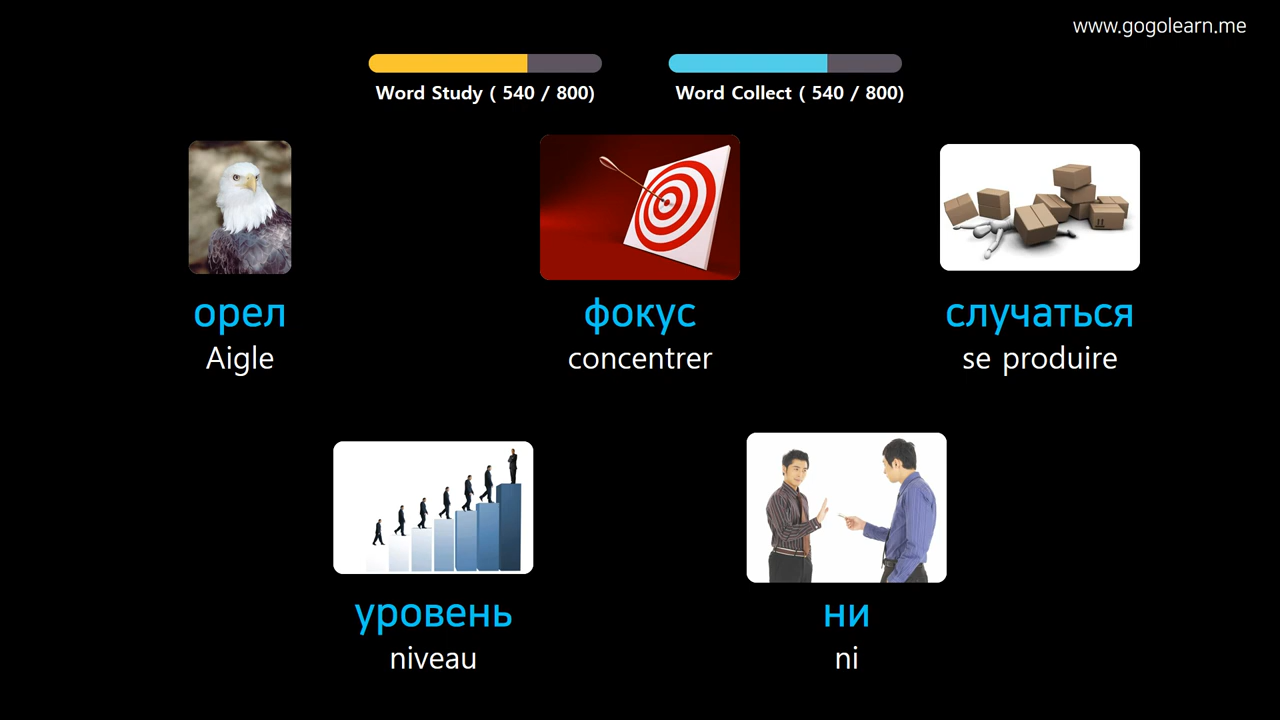 www.gogolearn.me
Word Study ( 540 / 800)
Word Collect ( 540 / 800)
орел
Aigle
фокус
concentrer
случаться
se produire
уровень
niveau
ни
ni